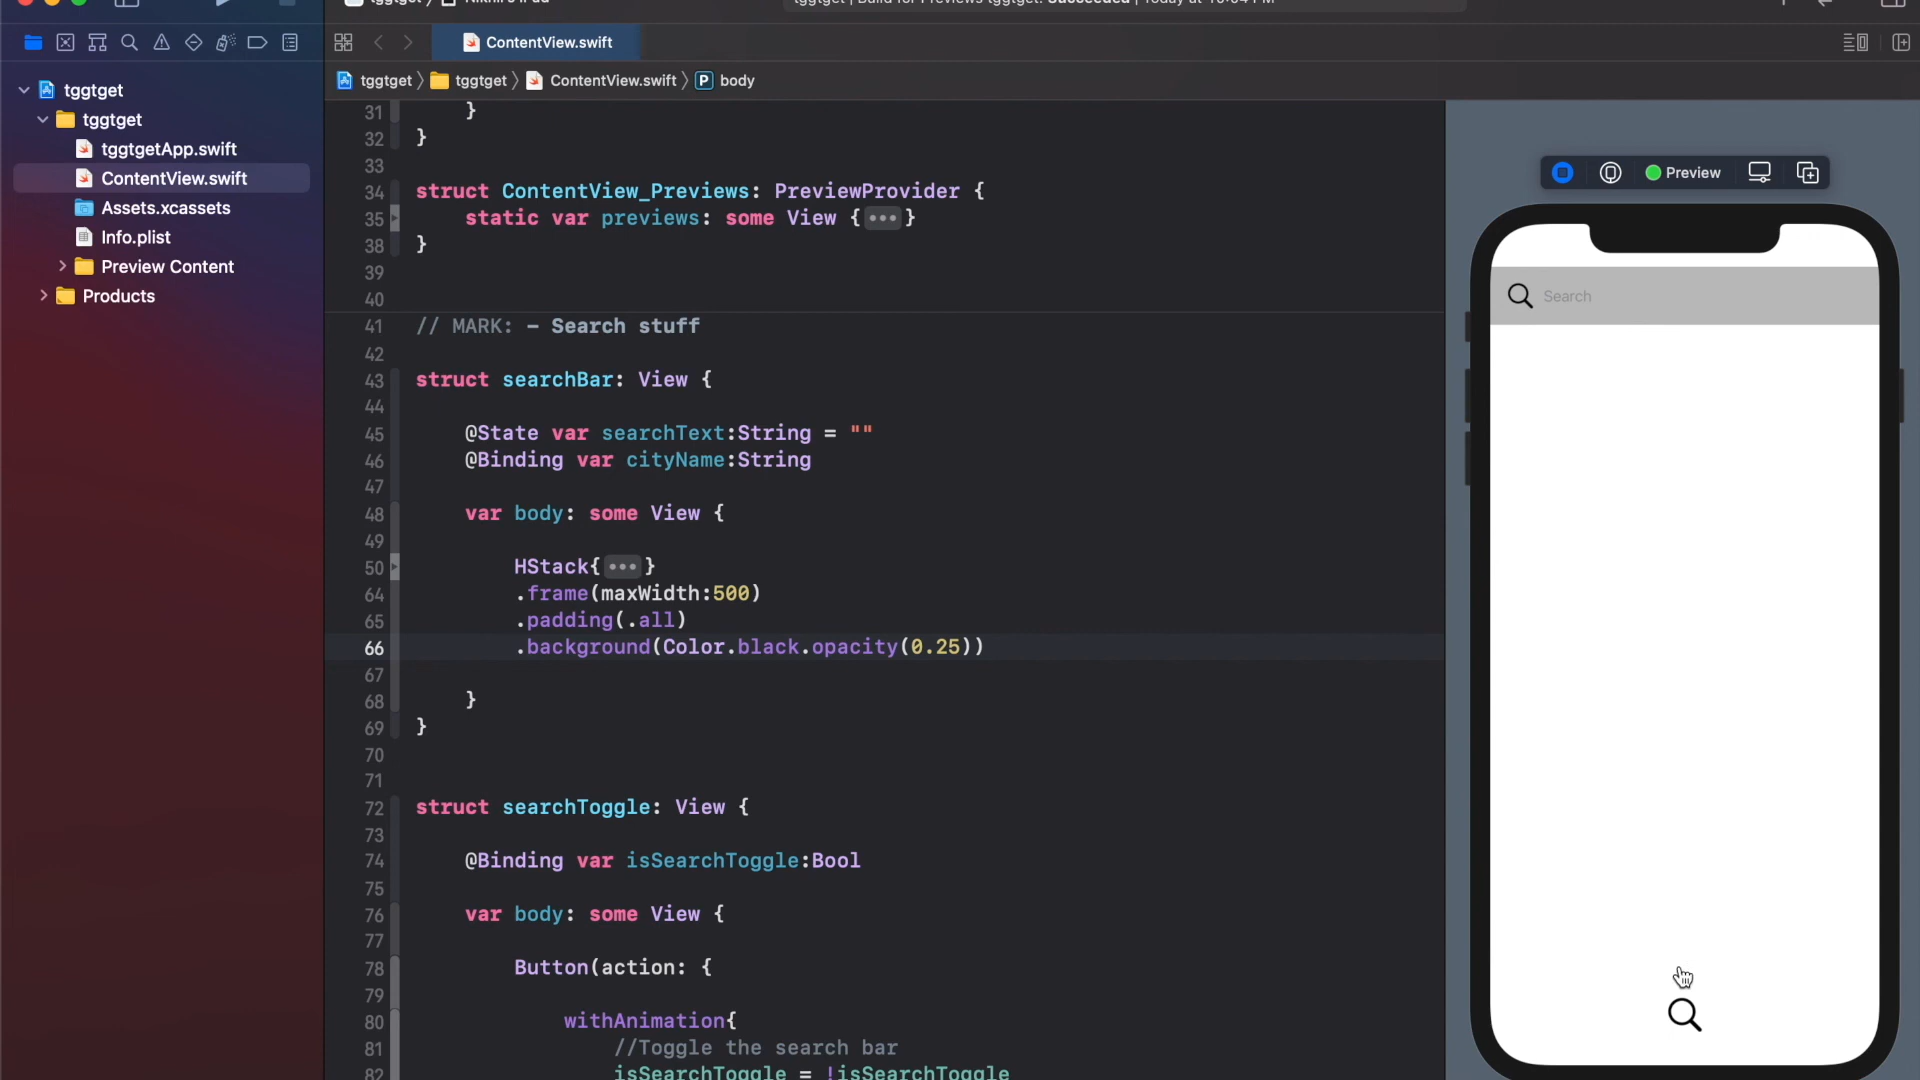 ContentView.swift
tggtget
tggtget
ContentView.swift
P body
tggtget
tggtget
tggtgetApp.swift
ContentView.swift
Assets.xcassets
Info.plist
Preview Content
Products
31 }
32 }
33
34 struct ContentView_Previews: PreviewProvider {
35 static var previews: some View {•••}
38 }
39
40
41 // MARK: - Search stuff
42
43 struct searchBar: View {
44
45 @State var searchText:String = ""
46 @Binding var cityName:String
47
48 var body: some View {
49
50 HStack{•••}
64 .frame(maxWidth:500)
65 .padding(.all)
66 .background(Color.black.opacity(0.25))
67
68 }
69 }
70
71
72 struct searchToggle: View {
73
74 @Binding var isSearchToggle:Bool
75
76 var body: some View {
77
78 Button(action: {
79
80 withAnimation{
81 //Toggle the search bar
82 isSearchToggle = !isSearchToggle
Preview
Search